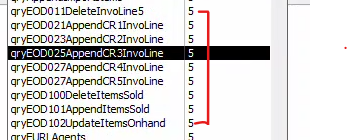 qryEOD011DeleteInvoLine5 5
qryEOD021AppendCR1InvoLine 5
qryEOD023AppendCR2InvoLine 5
qryEOD025AppendCR3InvoLine 5
qryEOD027AppendCR4InvoLine 5
qryEOD027AppendCR5InvoLine 5
qryEOD100DeleteItemsSold 5
qryEOD101AppendItemsSold 5
qryEOD102UpdateItemsOnhand 5
qryEURLAgents 5